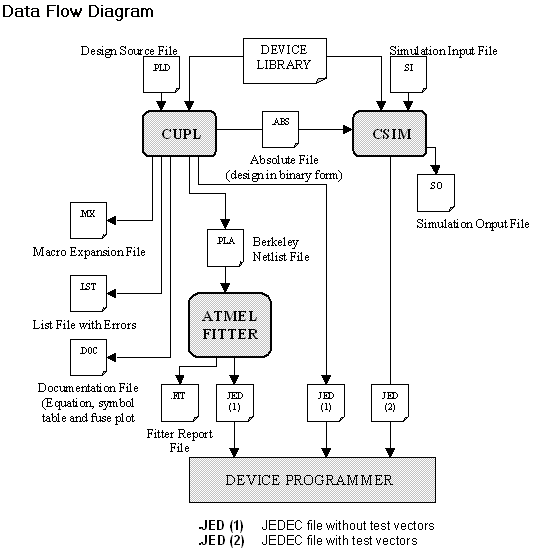 Data Flow Diagram
Design Source File
DEVICE
LIBRARY
Simulation Input File
.PLD
.SI
CUPL
.ABS
CSIM
Absolute File
(design in binary form)
.SO
Simulation Onput File
.MX
Macro Expansion File
.PLA
Berkeley
Netlist File
.LST
List File with Errors
ATMEL
FITTER
.DOC
Documentation File
(Equation, symbol
table and fuse plot
.FIT
JED
(1)
JED
(1)
JED
(2)
Fitter Report
File
DEVICE PROGRAMMER
.JED (1) JEDEC file without test vectors
.JED (2) JEDEC file with test vectors